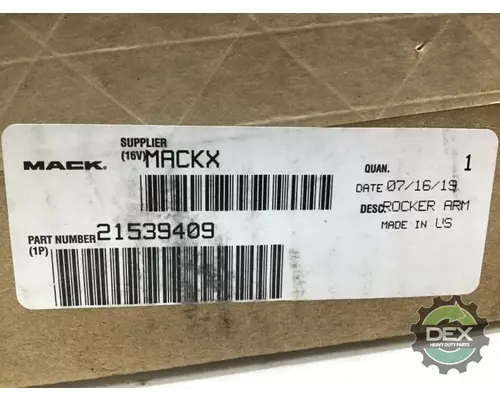 SUPPLIER
(16V) MACKX
MACK®
QUAN. 1
DATE 07/16/19
DESC. ROCKER ARM
MADE IN US
PART NUMBER 21539409
(1P)
DEX
HEAVY DUTY PARTS